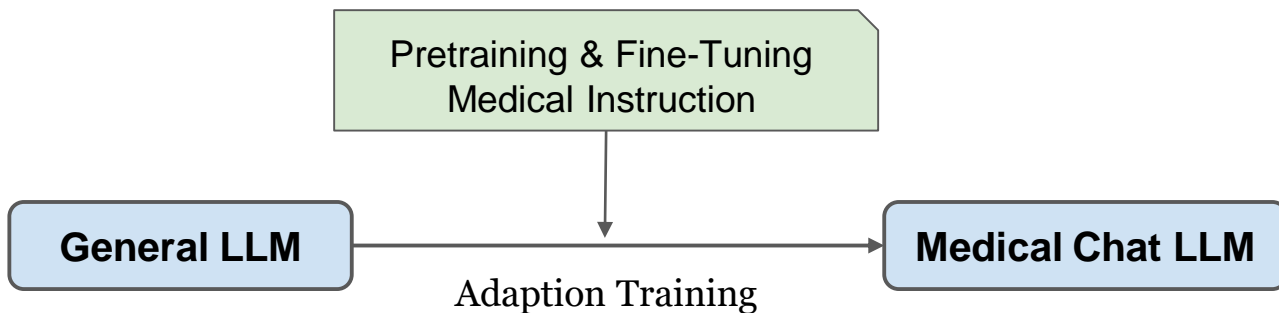 Pretraining & Fine-Tuning
Medical Instruction
General LLM
Medical Chat LLM
Adaption Training